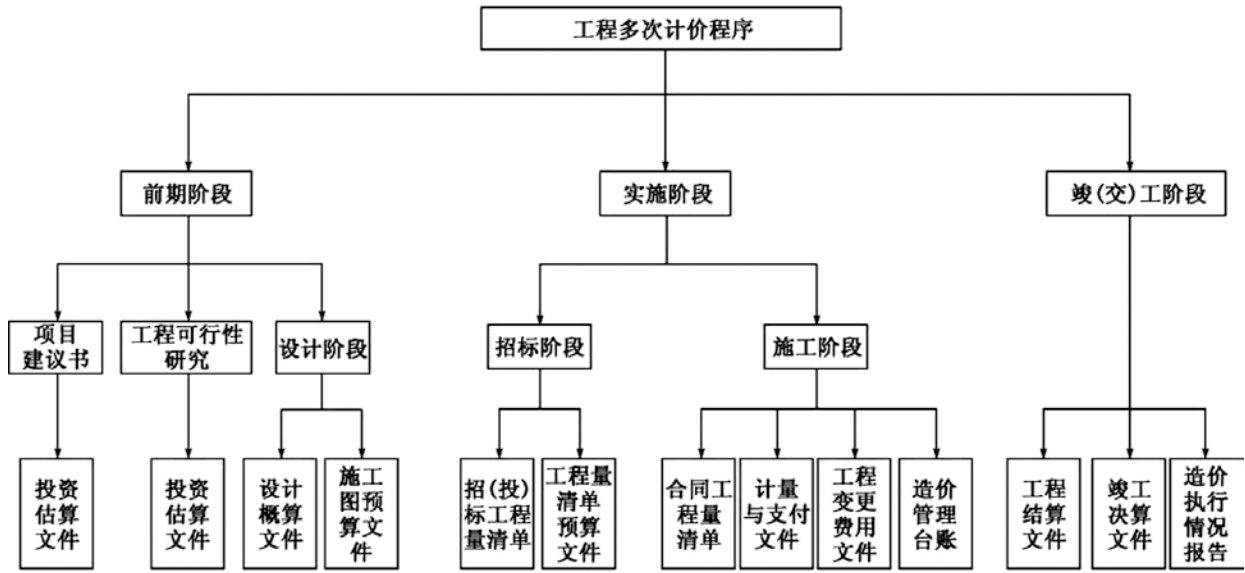 工程多次计价程序
前期阶段
实施阶段
竣(交)工阶段
项目
建议书
工程可行性
研究
设计阶段
招标阶段
施工阶段
投资
估算
文件
投资
估算
文件
设计
概算
文件
施工
图预
算文
件
招(投)
标工程
量清单
工程量
清单
预算
文件
合同工
程量
清单
计量
与支付
文件
工程
变更
费用
文件
造价
管理
台账
工程
结算
文件
竣工
决算
文件
造价
执行
情况
报告